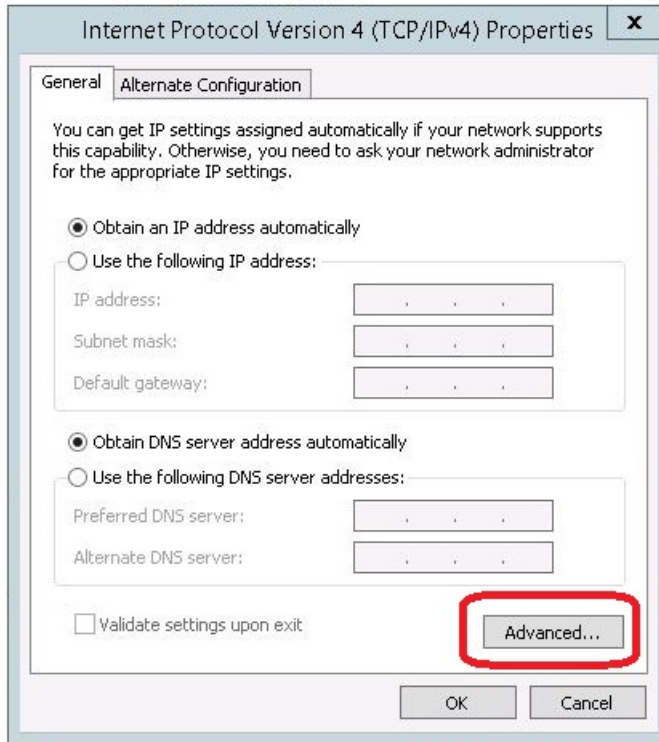 Internet Protocol Version 4 (TCP/IPv4) Properties
x
General
Alternate Configuration
You can get IP settings assigned automatically if your network supports
this capability. Otherwise, you need to ask your network administrator
for the appropriate IP settings.
Obtain an IP address automatically
Use the following IP address:
IP address:
Subnet mask:
Default gateway:
Obtain DNS server address automatically
Use the following DNS server addresses:
Preferred DNS server:
Alternate DNS server:
Validate settings upon exit
Advanced...
OK
Cancel